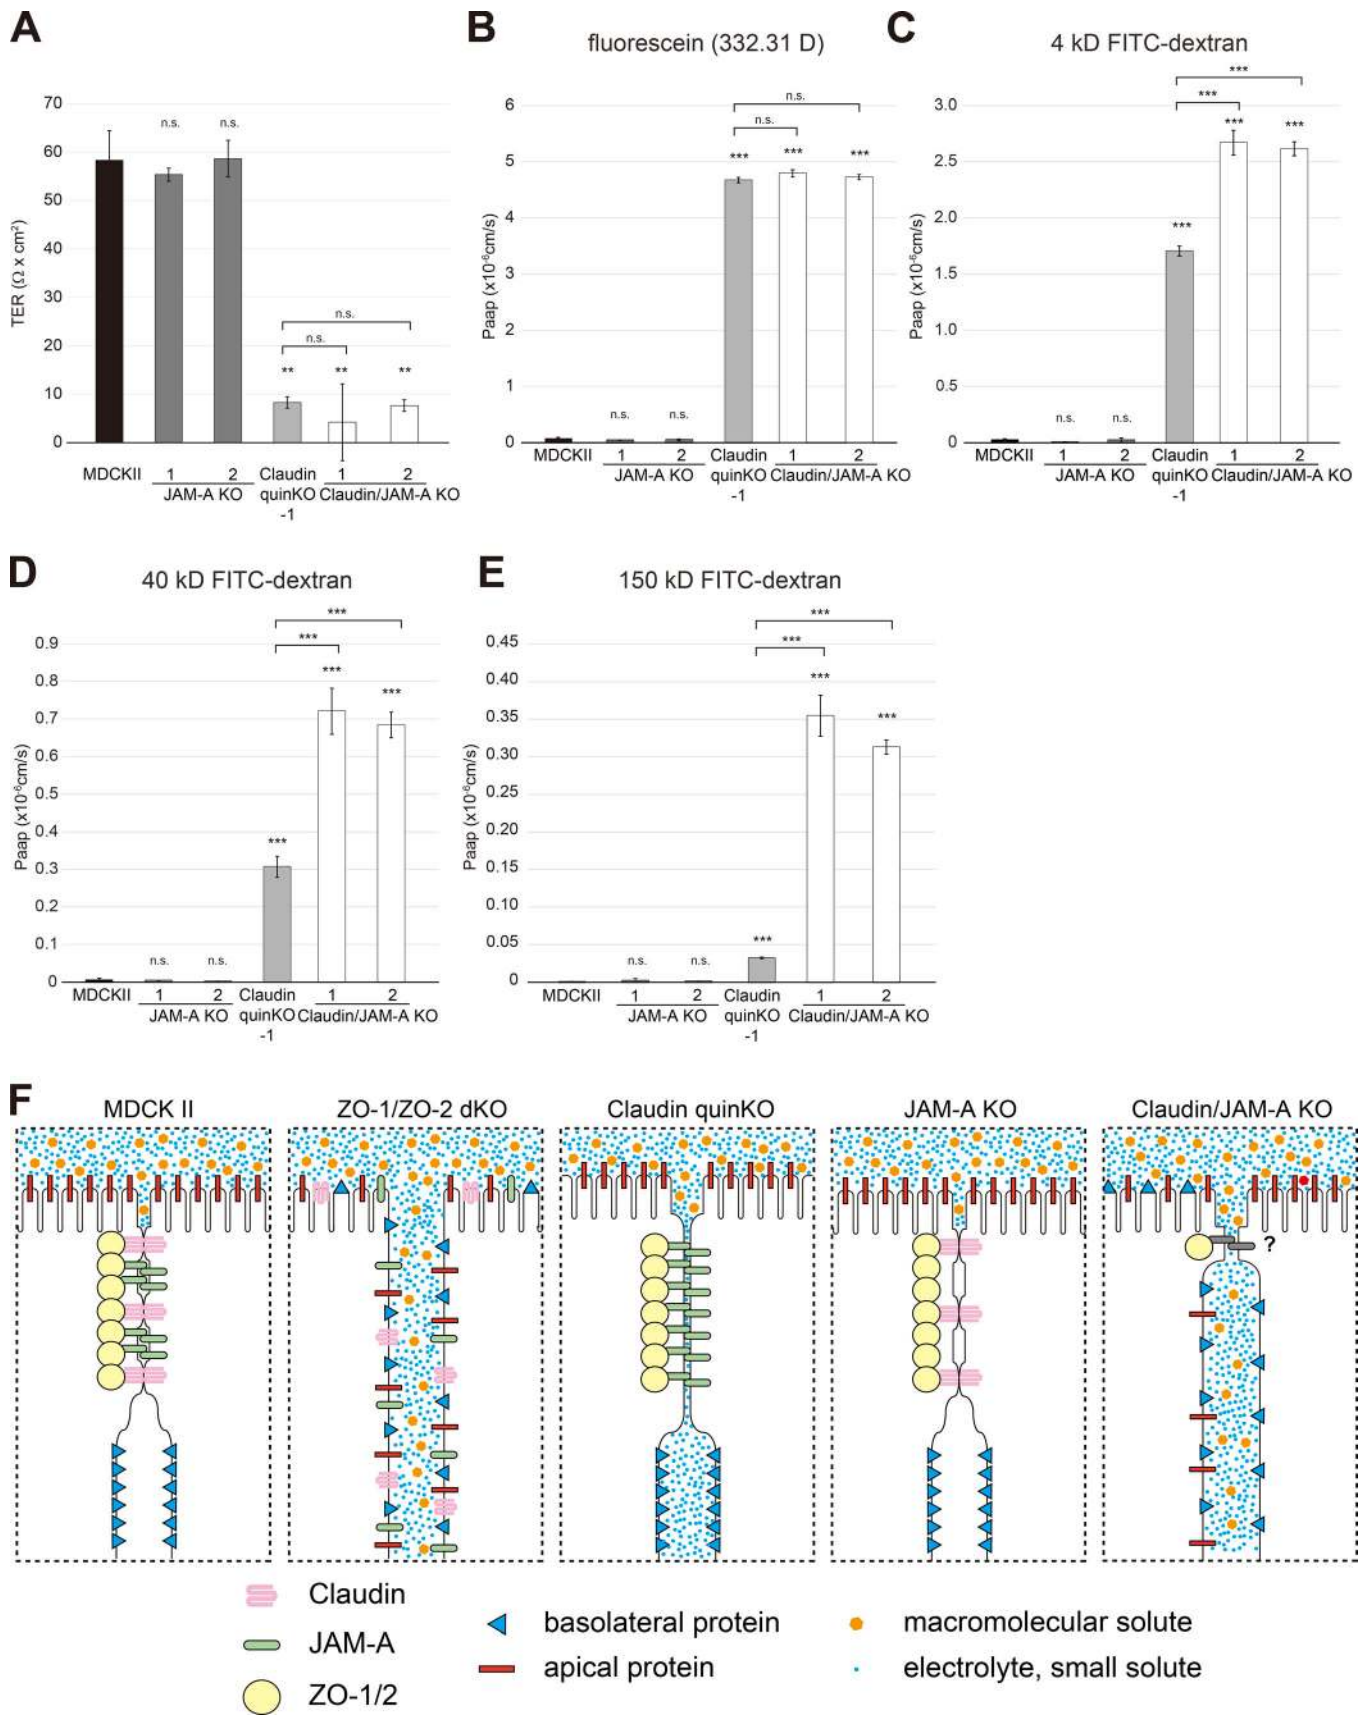 A
TER (Ω x cm²)
70
60
50
40
30
20
10
0
n.s.
n.s.
n.s.
n.s.
**
**
**
MDCKII
1
2
JAM-A KO
Claudin
quinKO
-1
1
2
Claudin/JAM-A KO
B
fluorescein (332.31 D)
Paap (x10⁻⁶cm/s)
6
5
4
3
2
1
0
n.s.
n.s.
***
***
***
n.s.
n.s.
MDCKII
1
2
JAM-A KO
Claudin
quinKO
-1
1
2
Claudin/JAM-A KO
C
4 kD FITC-dextran
Paap (x10⁻⁶cm/s)
3.0
2.5
2.0
1.5
1.0
0.5
0
***
***
***
***
***
n.s.
n.s.
MDCKII
1
2
JAM-A KO
Claudin
quinKO
-1
1
2
Claudin/JAM-A KO
D
40 kD FITC-dextran
Paap (x10⁻⁶cm/s)
0.9
0.8
0.7
0.6
0.5
0.4
0.3
0.2
0.1
0
***
***
***
***
***
n.s.
n.s.
MDCKII
1
2
JAM-A KO
Claudin
quinKO
-1
1
2
Claudin/JAM-A KO
E
150 kD FITC-dextran
Paap (x10⁻⁶cm/s)
0.45
0.40
0.35
0.30
0.25
0.20
0.15
0.10
0.05
0
***
***
***
***
***
n.s.
n.s.
MDCKII
1
2
JAM-A KO
Claudin
quinKO
-1
1
2
Claudin/JAM-A KO
F
MDCK II
ZO-1/ZO-2 dKO
Claudin quinKO
JAM-A KO
Claudin/JAM-A KO
?
Claudin
JAM-A
ZO-1/2
basolateral protein
apical protein
macromolecular solute
electrolyte, small solute